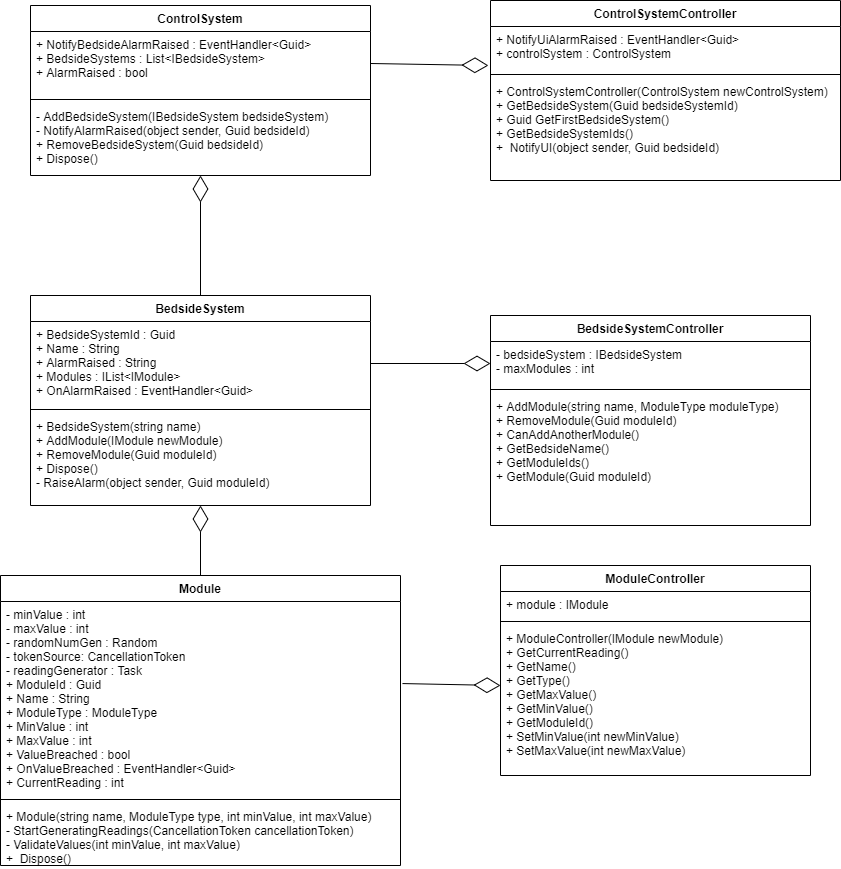 ControlSystem
+ NotifyBedsideAlarmRaised : EventHandler<Guid>
+ BedsideSystems : List<IBedsideSystem>
+ AlarmRaised : bool
- AddBedsideSystem(IBedsideSystem bedsideSystem)
- NotifyAlarmRaised(object sender, Guid bedsideId)
+ RemoveBedsideSystem(Guid bedsideId)
+ Dispose()
ControlSystemController
+ NotifyUiAlarmRaised : EventHandler<Guid>
+ controlSystem : ControlSystem
+ ControlSystemController(ControlSystem newControlSystem)
+ GetBedsideSystem(Guid bedsideSystemId)
+ Guid GetFirstBedsideSystem()
+ GetBedsideSystemIds()
+  NotifyUI(object sender, Guid bedsideId)
BedsideSystem
+ BedsideSystemId : Guid
+ Name : String
+ AlarmRaised : String
+ Modules : IList<IModule>
+ OnAlarmRaised : EventHandler<Guid>
+ BedsideSystem(string name)
+ AddModule(IModule newModule)
+ RemoveModule(Guid moduleId)
+ Dispose()
- RaiseAlarm(object sender, Guid moduleId)
BedsideSystemController
- bedsideSystem : IBedsideSystem
- maxModules : int
+ AddModule(string name, ModuleType moduleType)
+ RemoveModule(Guid moduleId)
+ CanAddAnotherModule()
+ GetBedsideName()
+ GetModuleIds()
+ GetModule(Guid moduleId)
Module
- minValue : int
- maxValue : int
- randomNumGen : Random
- tokenSource: CancellationToken
- readingGenerator : Task
+ ModuleId : Guid
+ Name : String
+ ModuleType : ModuleType
+ MinValue : int
+ MaxValue : int
+ ValueBreached : bool
+ OnValueBreached : EventHandler<Guid>
+ CurrentReading : int
+ Module(string name, ModuleType type, int minValue, int maxValue)
- StartGeneratingReadings(CancellationToken cancellationToken)
- ValidateValues(int minValue, int maxValue)
+  Dispose()
ModuleController
+ module : IModule
+ ModuleController(IModule newModule)
+ GetCurrentReading()
+ GetName()
+ GetType()
+ GetMaxValue()
+ GetMinValue()
+ GetModuleId()
+ SetMinValue(int newMinValue)
+ SetMaxValue(int newMaxValue)